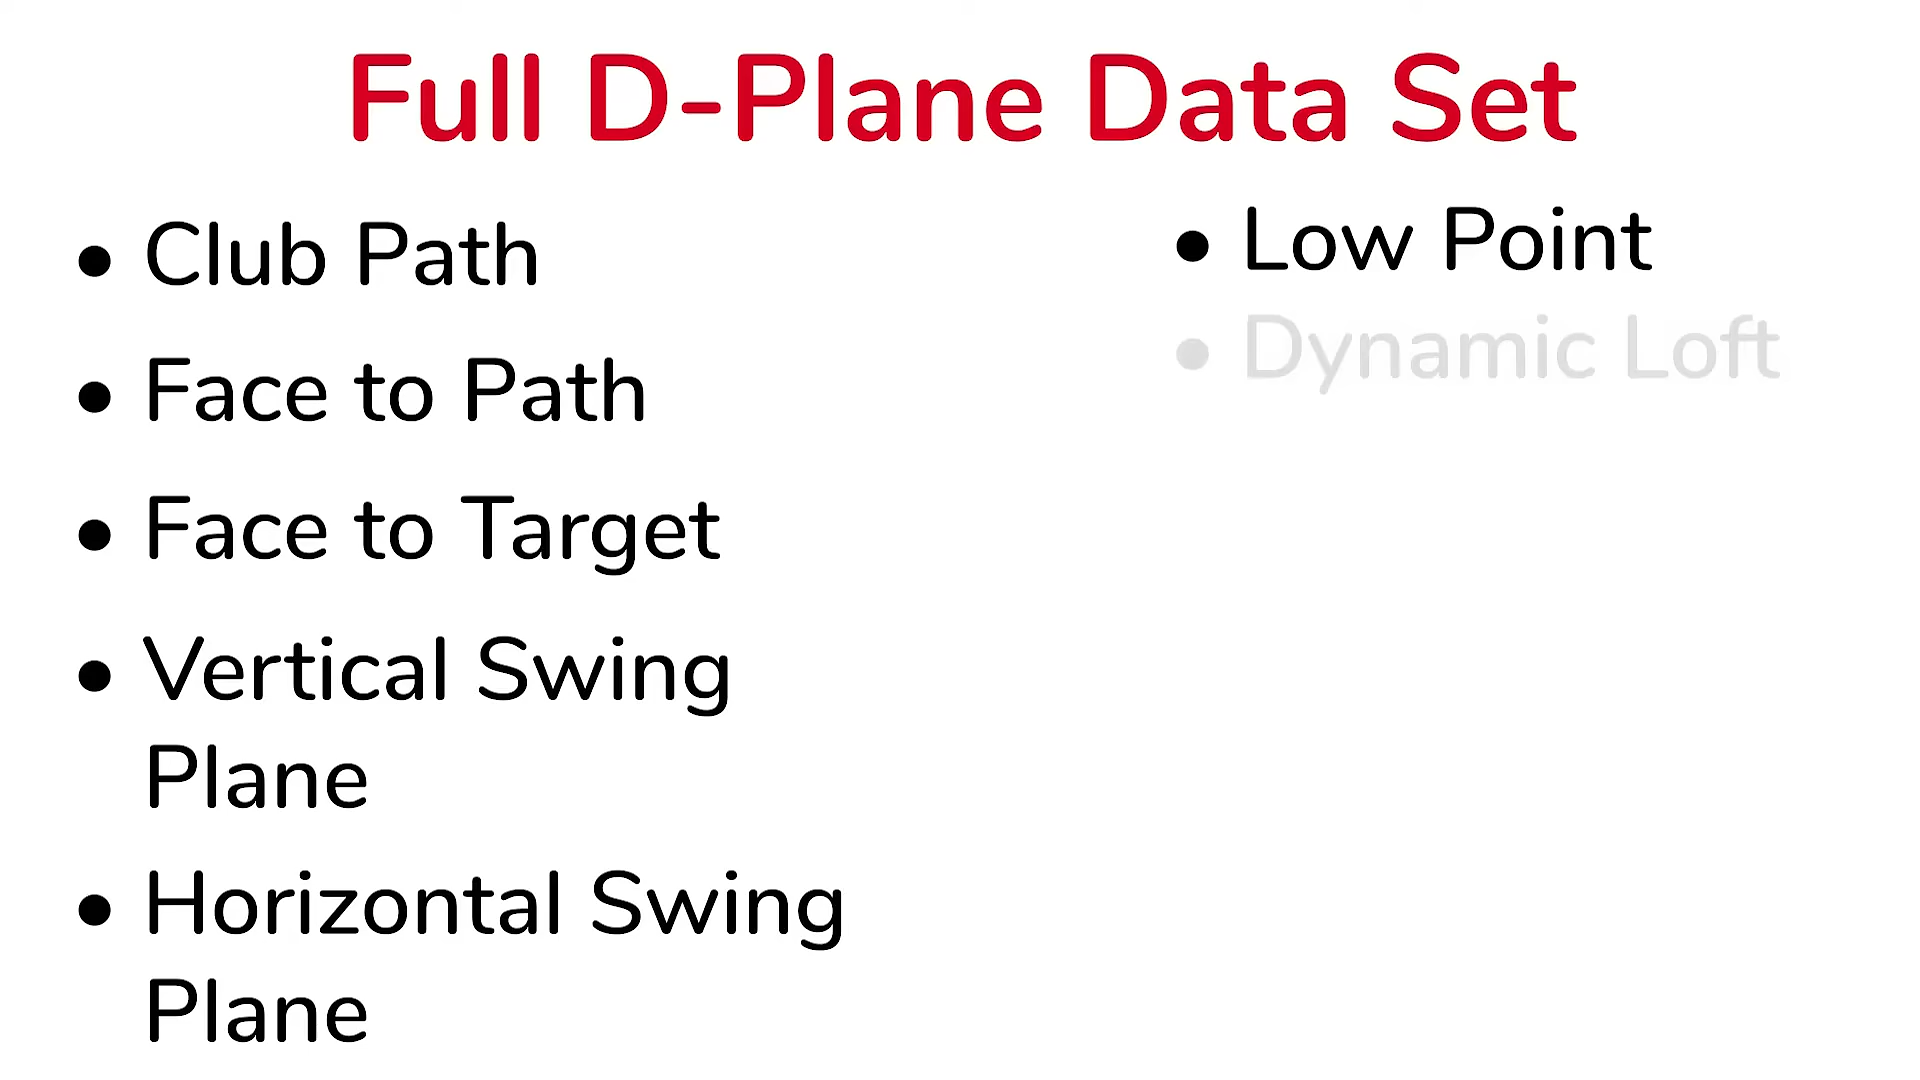 Full D-Plane Data Set
• Club Path
• Face to Path
• Face to Target
• Vertical Swing
Plane
• Horizontal Swing
Plane
• Low Point
• Dynamic Loft